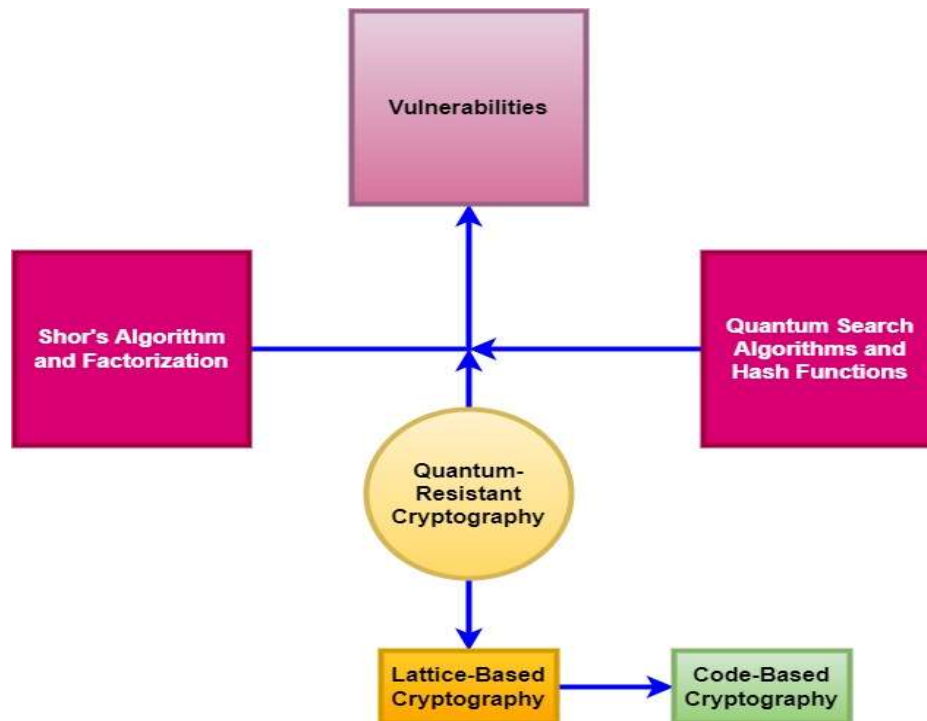 Vulnerabilities
Shor's Algorithm
and Factorization
Quantum Search
Algorithms and
Hash Functions
Quantum-
Resistant
Cryptography
Lattice-Based
Cryptography
Code-Based
Cryptography